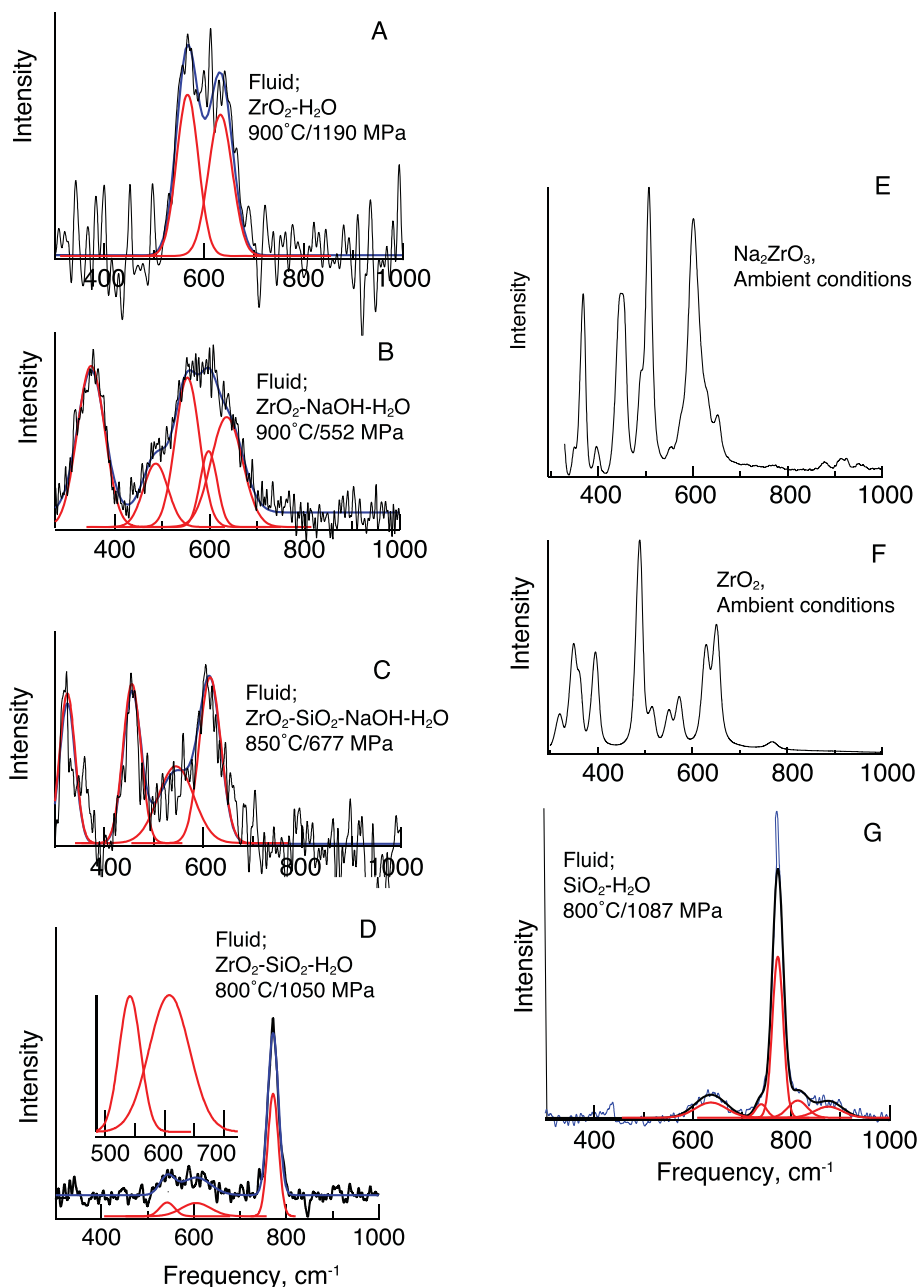 A
Intensity
Fluid;
ZrO₂-H₂O
900˚C/1190 MPa
400 600 800 1000
B
Intensity
Fluid;
ZrO₂-NaOH-H₂O
900˚C/552 MPa
400 600 800 1000
C
Intensity
Fluid;
ZrO₂-SiO₂-NaOH-H₂O
850˚C/677 MPa
400 600 800 1000
D
Intensity
Fluid;
ZrO₂-SiO₂-H₂O
800˚C/1050 MPa
500 600 700
400 600 800 1000
Frequency, cm⁻¹
E
Intensity
Na₂ZrO₃,
Ambient conditions
400 600 800 1000
F
Intensity
ZrO₂,
Ambient conditions
400 600 800 1000
G
Intensity
Fluid;
SiO₂-H₂O
800˚C/1087 MPa
400 600 800 1000
Frequency, cm⁻¹